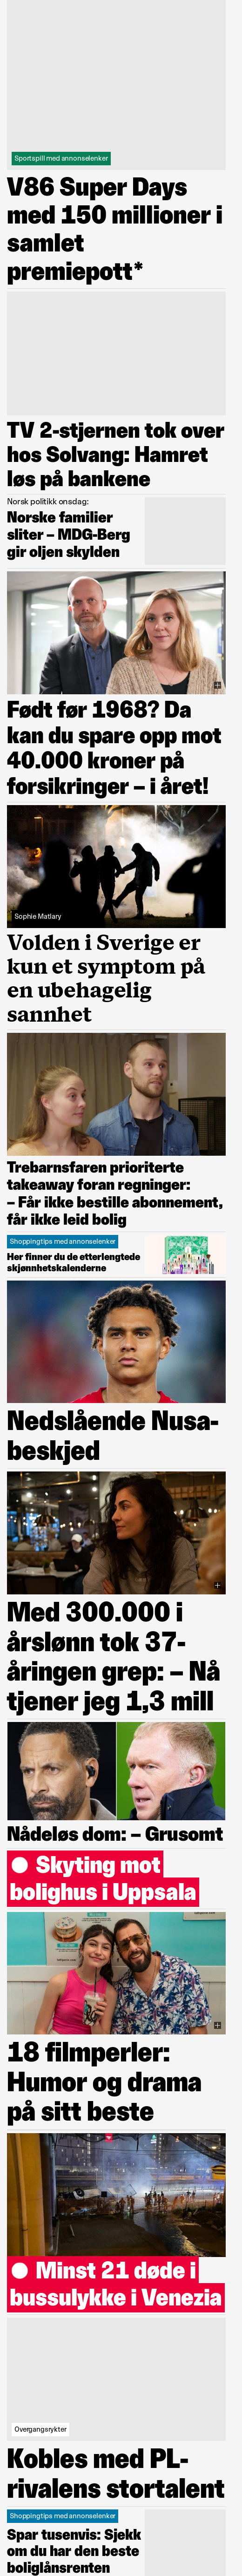 Sportspill med annonselenker
V86 Super Days
med 150 millioner i
samlet
premiepott*
TV 2-stjernen tok over
hos Solvang: Hamret
løs på bankene
Norsk politikk onsdag:
Norske familier
sliter – MDG-Berg
gir oljen skylden
Født før 1968? Da
kan du spare opp mot
40.000 kroner på
forsikringer – i året!
Sophie Matlary
Volden i Sverige er
kun et symptom på
en ubehagelig
sannhet
Trebarnsfaren prioriterte
takeaway foran regninger:
– Får ikke bestille abonnement,
får ikke leid bolig
Shoppingtips med annonselenker
Her finner du de etterlengtede
skjønnhetskalenderne
Nedslående Nusa-
beskjed
Med 300.000 i
årslønn tok 37-
åringen grep: – Nå
tjener jeg 1,3 mill
Nådeløs dom: – Grusomt
Skyting mot
bolighus i Uppsala
18 filmperler:
Humor og drama
på sitt beste
Minst 21 døde i
bussulykke i Venezia
Overgangsrykter
Kobles med PL-
rivalens stortalent
Shoppingtips med annonselenker
Spar tusenvis: Sjekk
om du har den beste
boliglånsrenten